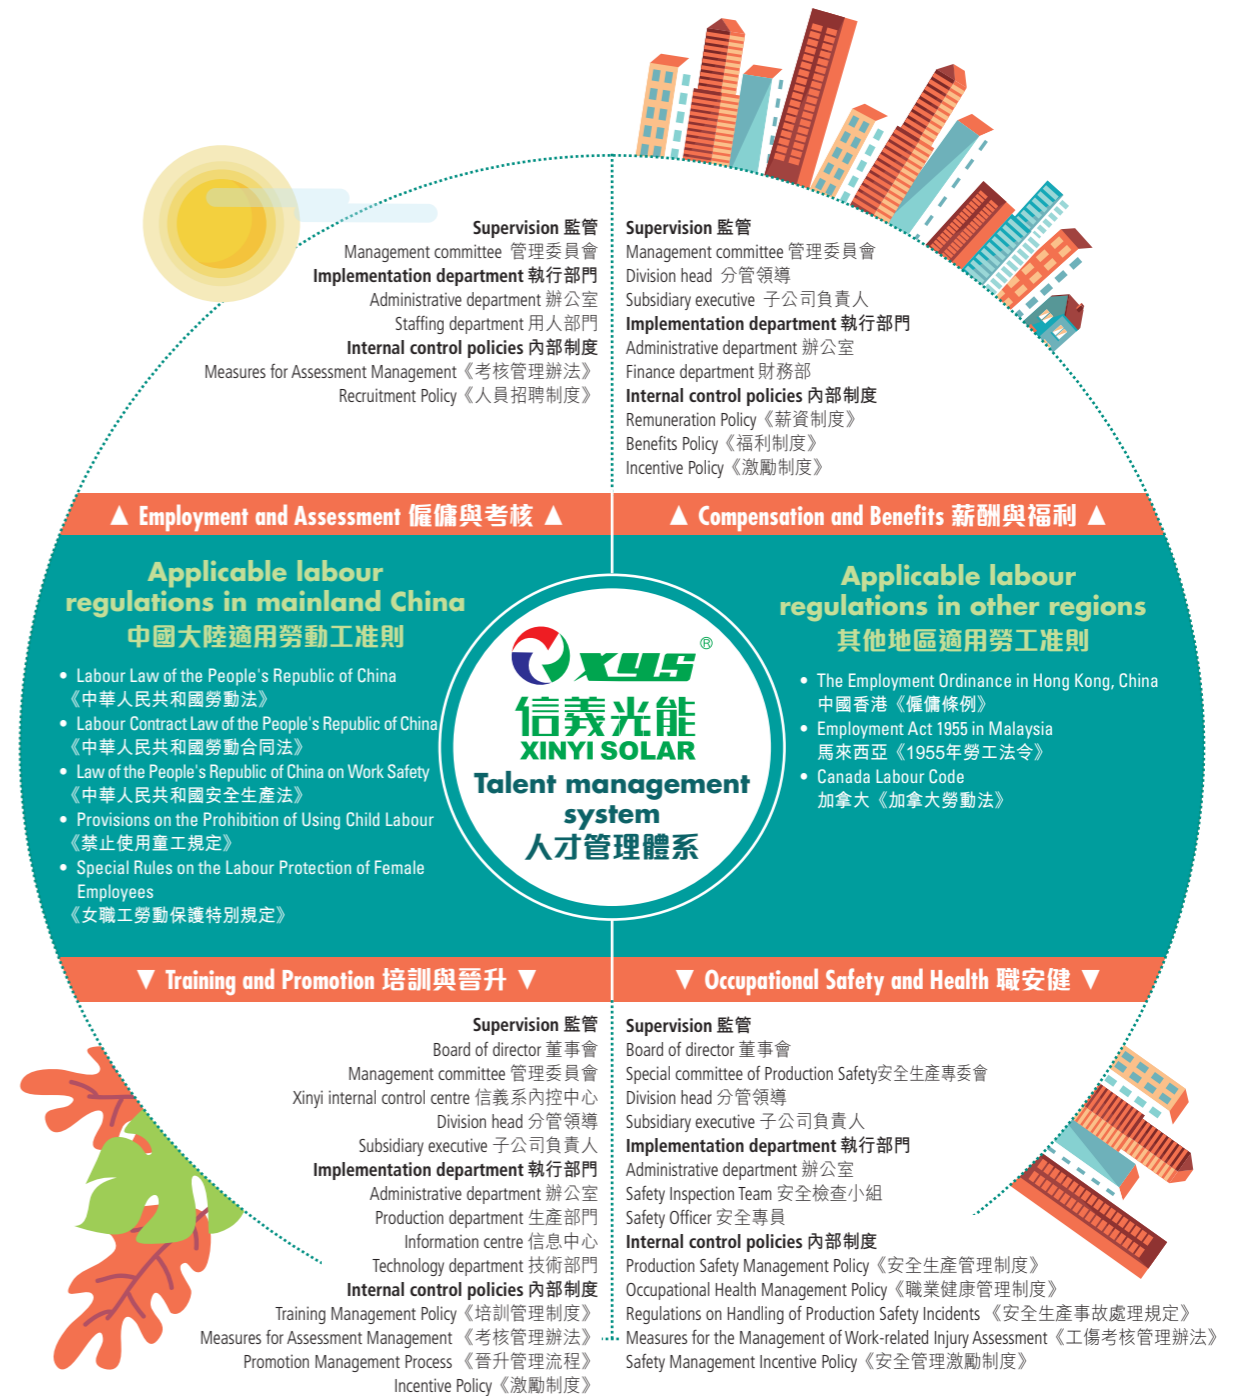 Supervision 監管
Management committee 管理委員會
Implementation department 執行部門
Administrative department 辦公室
Staffing department 用人部門
Internal control policies 內部制度
Measures for Assessment Management《考核管理辦法》
Recruitment Policy《人員招聘制度》
Supervision 監管
Management committee 管理委員會
Division head 分管領導
Subsidiary executive 子公司負責人
Implementation department 執行部門
Administrative department 辦公室
Finance department 財務部
Internal control policies 內部制度
Remuneration Policy《薪資制度》
Benefits Policy《福利制度》
Incentive Policy《激勵制度》
▲ Employment and Assessment 僱傭與考核 ▲
▲ Compensation and Benefits 薪酬與福利 ▲
Applicable labour
regulations in mainland China
中國大陸適用勞動工准則
• Labour Law of the People's Republic of China
《中華人民共和國勞動法》
• Labour Contract Law of the People's Republic of China
《中華人民共和國勞動合同法》
• Law of the People's Republic of China on Work Safety
《中華人民共和國安全生產法》
• Provisions on the Prohibition of Using Child Labour
《禁止使用童工規定》
• Special Rules on the Labour Protection of Female
Employees
《女職工勞動保護特別規定》
XYS ®
信義光能
XINYI SOLAR
Talent management
system
人才管理體系
Applicable labour
regulations in other regions
其他地區適用勞工准則
• The Employment Ordinance in Hong Kong, China
中國香港《僱傭條例》
• Employment Act 1955 in Malaysia
馬來西亞《1955年勞工法令》
• Canada Labour Code
加拿大《加拿大勞動法》
▼ Training and Promotion 培訓與晉升 ▼
▼ Occupational Safety and Health 職安健 ▼
Supervision 監管
Board of director 董事會
Management committee 管理委員會
Xinyi internal control centre 信義系內控中心
Division head 分管領導
Subsidiary executive 子公司負責人
Implementation department 執行部門
Administrative department 辦公室
Production department 生產部門
Information centre 信息中心
Technology department 技術部門
Internal control policies 內部制度
Training Management Policy《培訓管理制度》
Measures for Assessment Management 《考核管理辦法》
Promotion Management Process 《晉升管理流程》
Incentive Policy《激勵制度》
Supervision 監管
Board of director 董事會
Special committee of Production Safety安全生產專委會
Division head 分管領導
Subsidiary executive 子公司負責人
Implementation department 執行部門
Administrative department 辦公室
Safety Inspection Team 安全檢查小組
Safety Officer 安全專員
Internal control policies 內部制度
Production Safety Management Policy《安全生產管理制度》
Occupational Health Management Policy《職業健康管理制度》
Regulations on Handling of Production Safety Incidents 《安全生產事故處理規定》
Measures for the Management of Work-related Injury Assessment《工傷考核管理辦法》
Safety Management Incentive Policy《安全管理激勵制度》